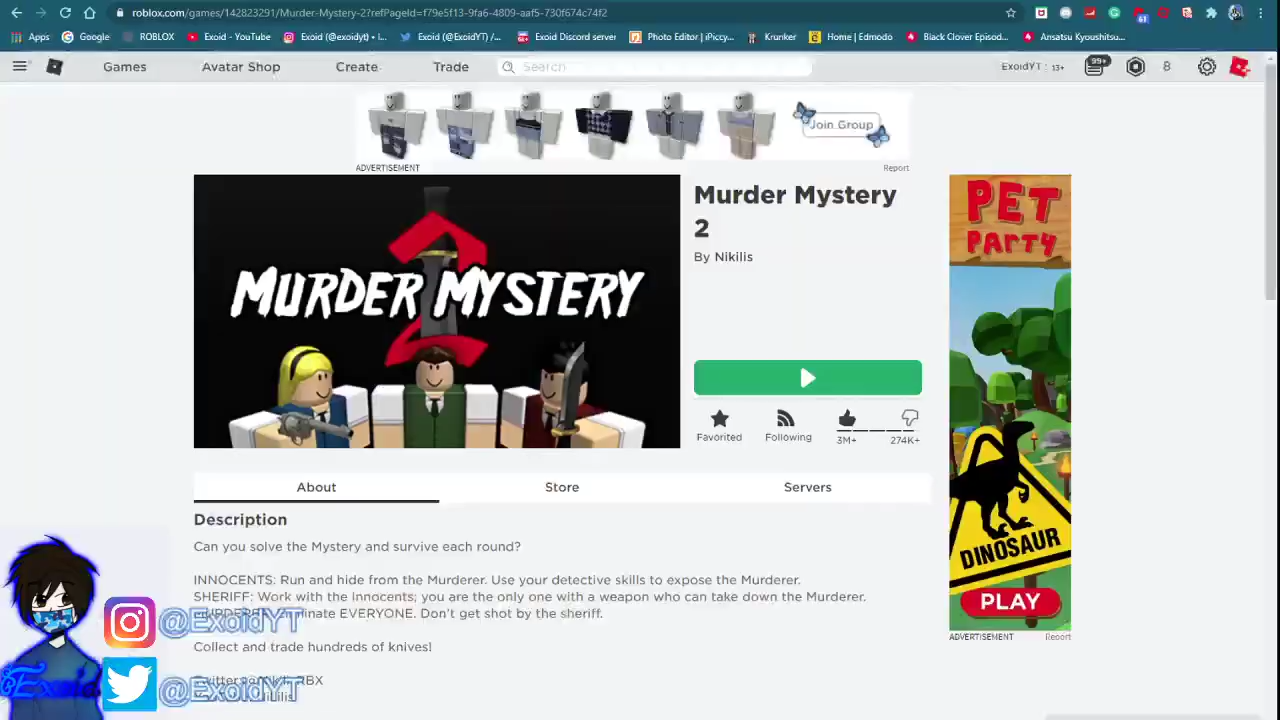 roblox.com/games/142823291/Murder-Mystery-2?refPageId=f79e5f13-9fa6-4809-aaf5-730f674c74f2
Apps Google ROBLOX Exoid - YouTube Exoid (@exoidyt) • I... Exoid (@ExoidYT) /... Exoid Discord server Photo Editor | iPiccy... Krunker Home | Edmodo Black Clover Episod... Ansatsu Kyoushitsu...
Games Avatar Shop Create Trade Search ExoidYT : 13+ 99+ 8
Join Group
ADVERTISEMENT Report
MURDER MYSTERY
2
Murder Mystery
2
By Nikilis
PET
PARTY
Favorited Following 3M+ 274K+
About Store Servers
DINOSAUR
PLAY
ADVERTISEMENT Report
Description
Can you solve the Mystery and survive each round?
INNOCENTS: Run and hide from the Murderer. Use your detective skills to expose the Murderer.
SHERIFF: Work with the Innocents; you are the only one with a weapon who can take down the Murderer.
EVERYONE. Don't get shot by the sheriff.
@ExoidYT
Collect and trade hundreds of knives!
@ExoidYT